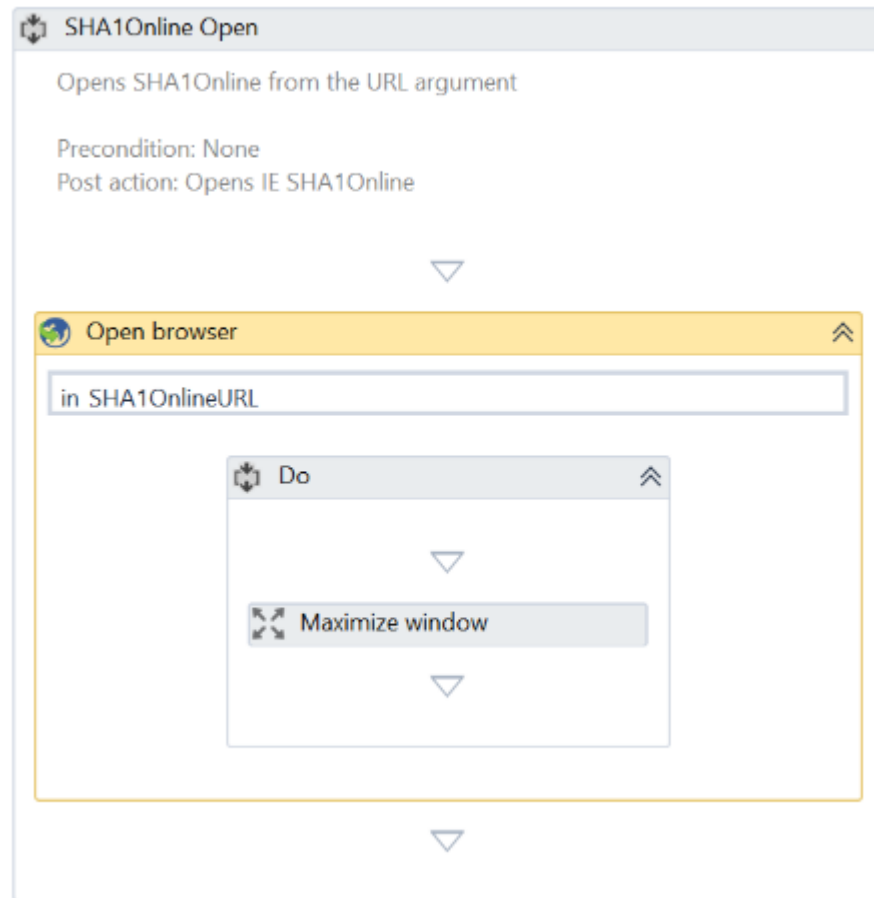 SHA1Online Open
Opens SHA1Online from the URL argument
Precondition: None
Post action: Opens IE SHA1Online
Open browser
in SHA1OnlineURL
Do
Maximize window